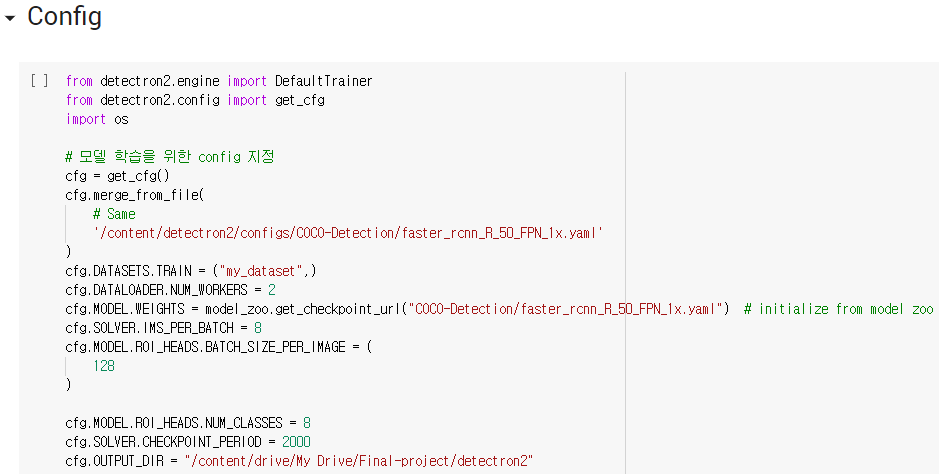 Config
[ ] from detectron2.engine import DefaultTrainer
from detectron2.config import get_cfg
import os
# 모델 학습을 위한 config 지정
cfg = get_cfg()
cfg.merge_from_file(
# Same
'/content/detectron2/configs/COCO-Detection/faster_rcnn_R_50_FPN_1x.yaml'
)
cfg.DATASETS.TRAIN = ("my_dataset",)
cfg.DATALOADER.NUM_WORKERS = 2
cfg.MODEL.WEIGHTS = model_zoo.get_checkpoint_url("COCO-Detection/faster_rcnn_R_50_FPN_1x.yaml")  # initialize from model zoo
cfg.SOLVER.IMS_PER_BATCH = 8
cfg.MODEL.ROI_HEADS.BATCH_SIZE_PER_IMAGE = (
128
)
cfg.MODEL.ROI_HEADS.NUM_CLASSES = 8
cfg.SOLVER.CHECKPOINT_PERIOD = 2000
cfg.OUTPUT_DIR = "/content/drive/My Drive/Final-project/detectron2"